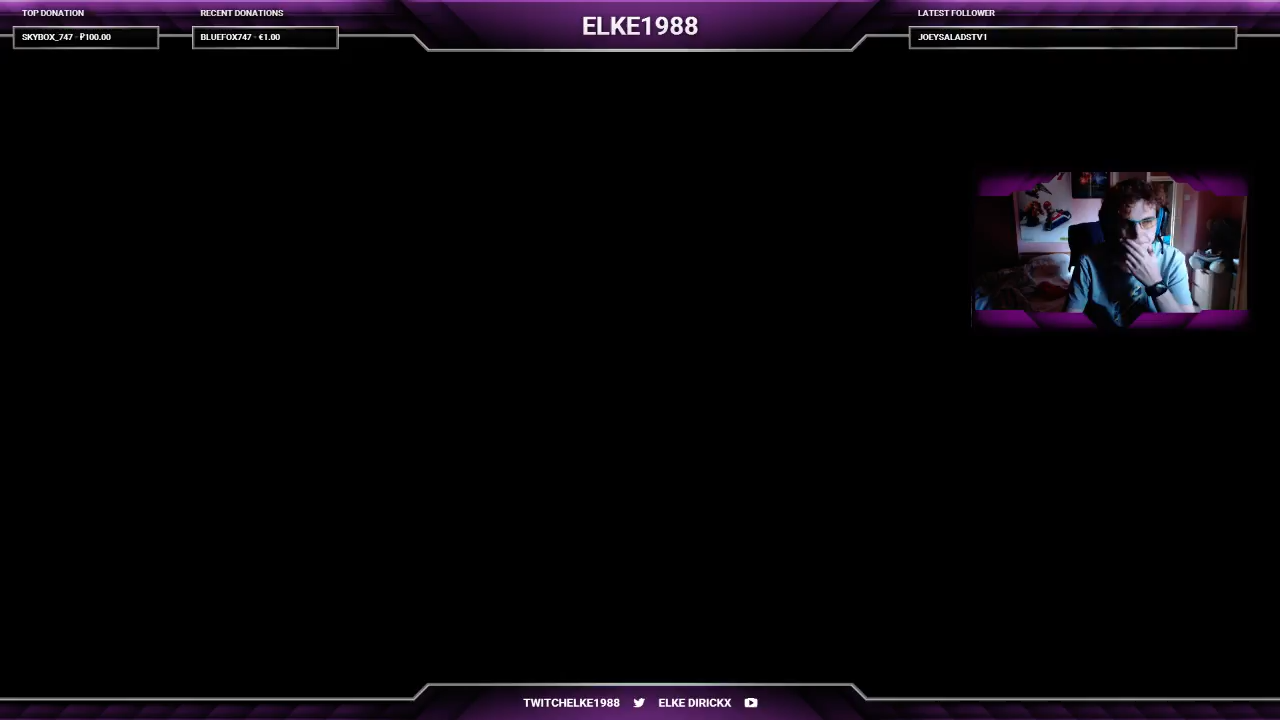 TOP DONATION
RECENT DONATIONS
ELKE1988
LATEST FOLLOWER
SKYBOX_747 - ₽100.00
BLUEFOX747 - €1.00
JOEYSALADSTV1
TWITCHELKE1988
ELKE DIRICKX